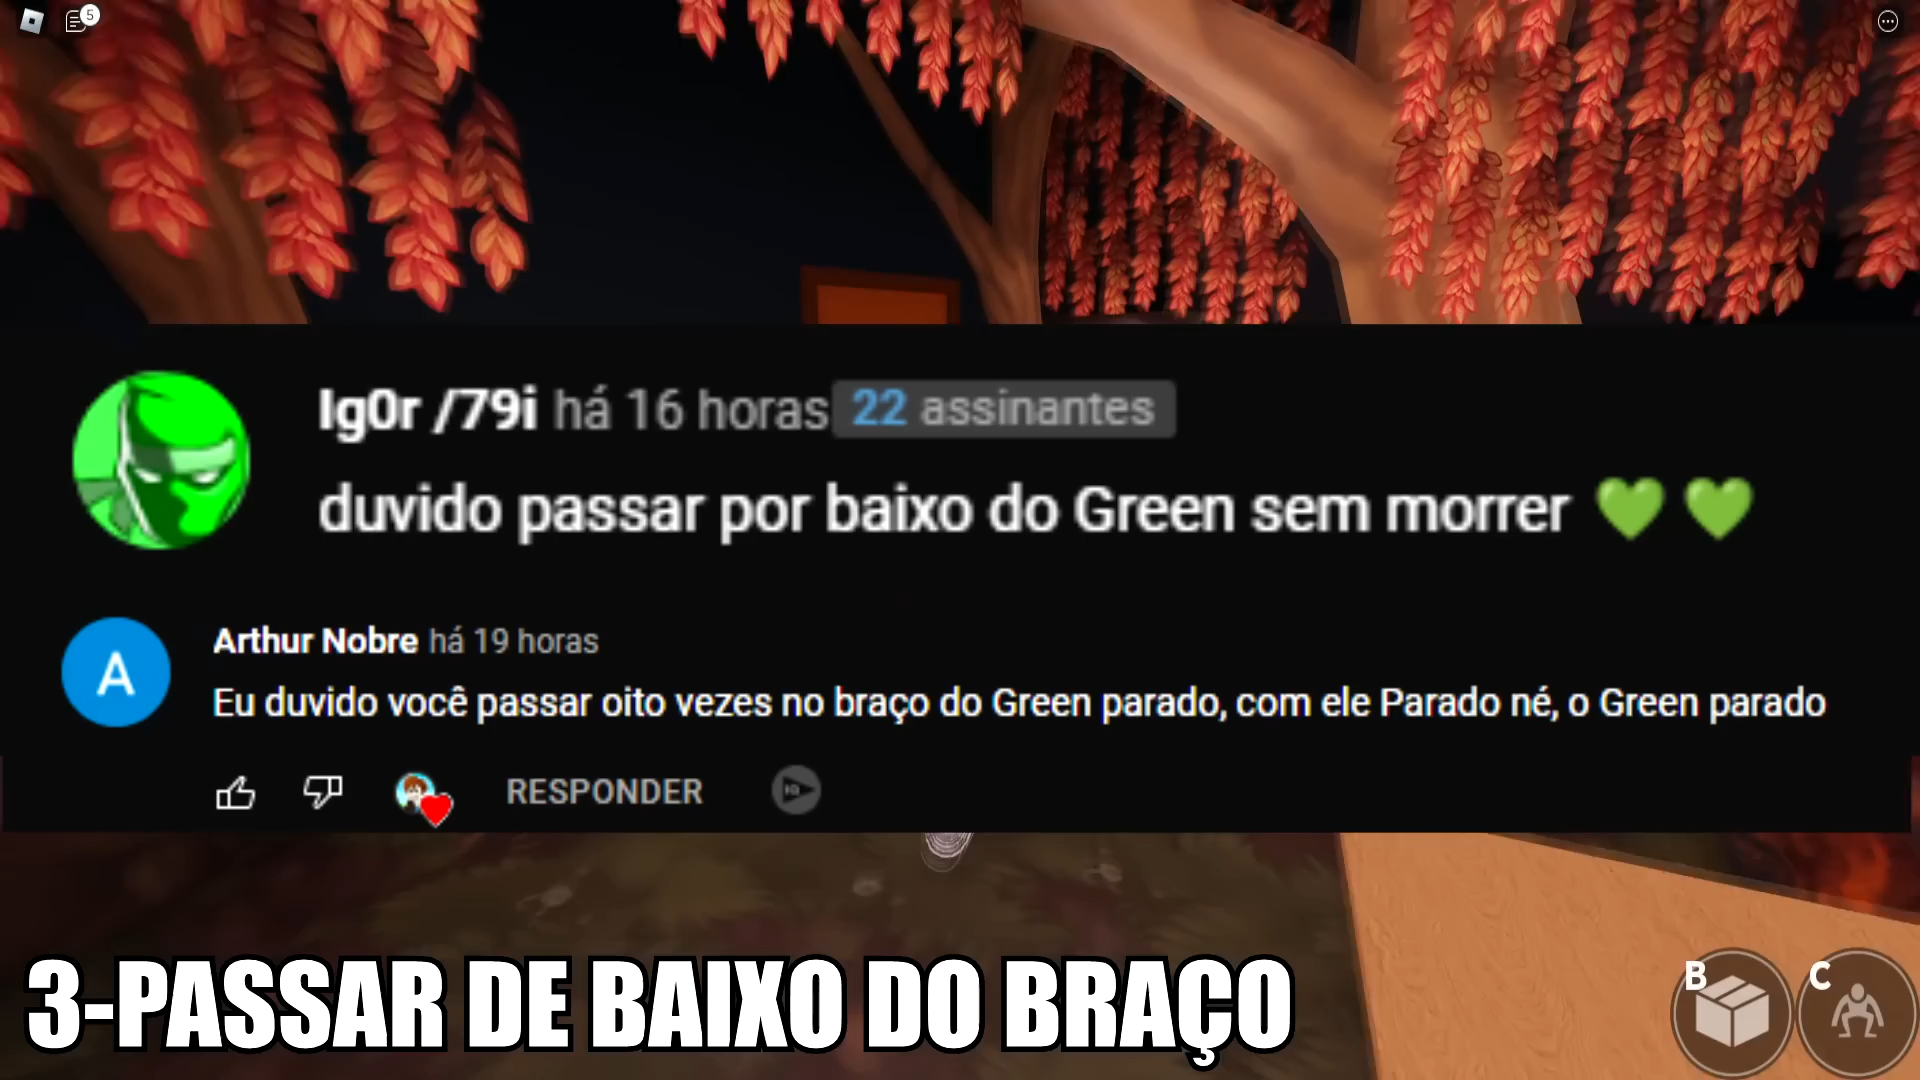 5
Ig0r /79i há 16 horas 22 assinantes
duvido passar por baixo do Green sem morrer 💚 💚
A
Arthur Nobre há 19 horas
Eu duvido você passar oito vezes no braço do Green parado, com ele Parado né, o Green parado
RESPONDER
3-PASSAR DE BAIXO DO BRAÇO
B
C